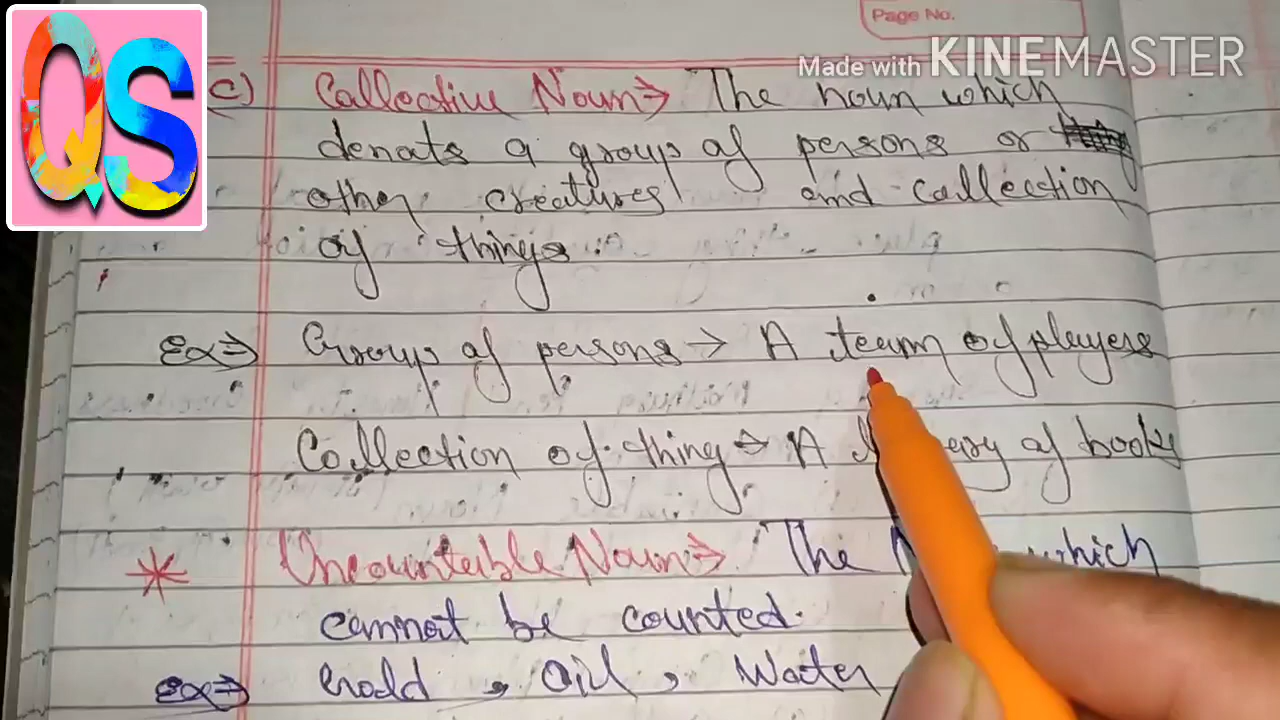 Page No.
Made with KINEMASTER
QS
C) Collective Noun⇒ The noun which
denots a group of persons or
other creatures and collection
of things.
Ex⇒ Group of persons → A team of players
Collection of thing → A of books
* Uncountable Noun⇒ The which
cannot be counted.
Ex⇒ Gold, Oil, Water